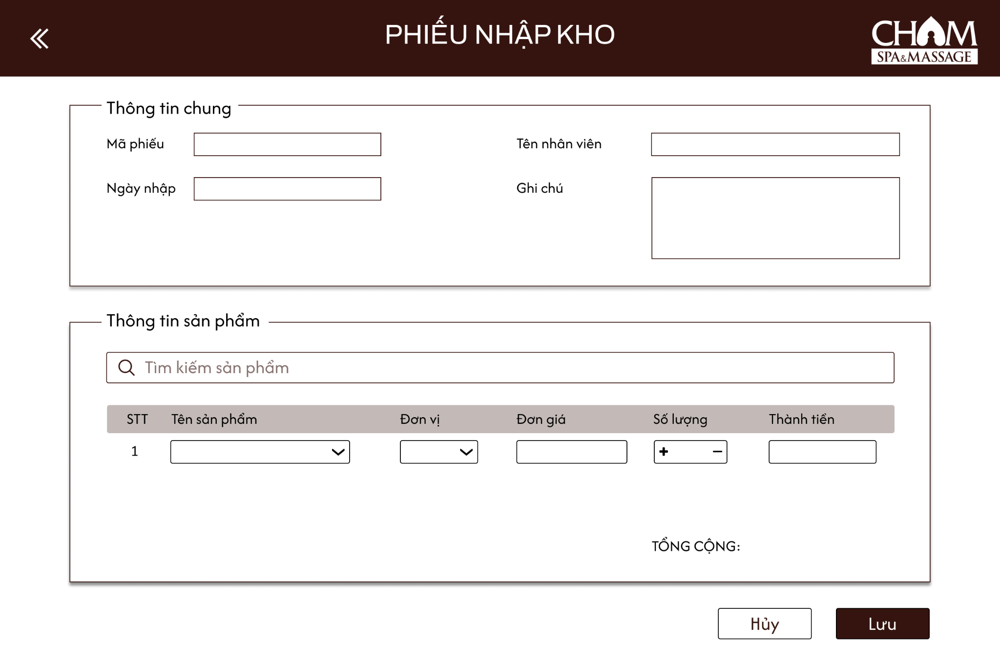 PHIẾU NHẬP KHO
CHAM
SPA&MASSAGE
Thông tin chung
Mã phiếu
Tên nhân viên
Ngày nhập
Ghi chú
Thông tin sản phẩm
Tìm kiếm sản phẩm
STT Tên sản phẩm Đơn vị Đơn giá Số lượng Thành tiền
1 + −
TỔNG CỘNG:
Hủy
Lưu